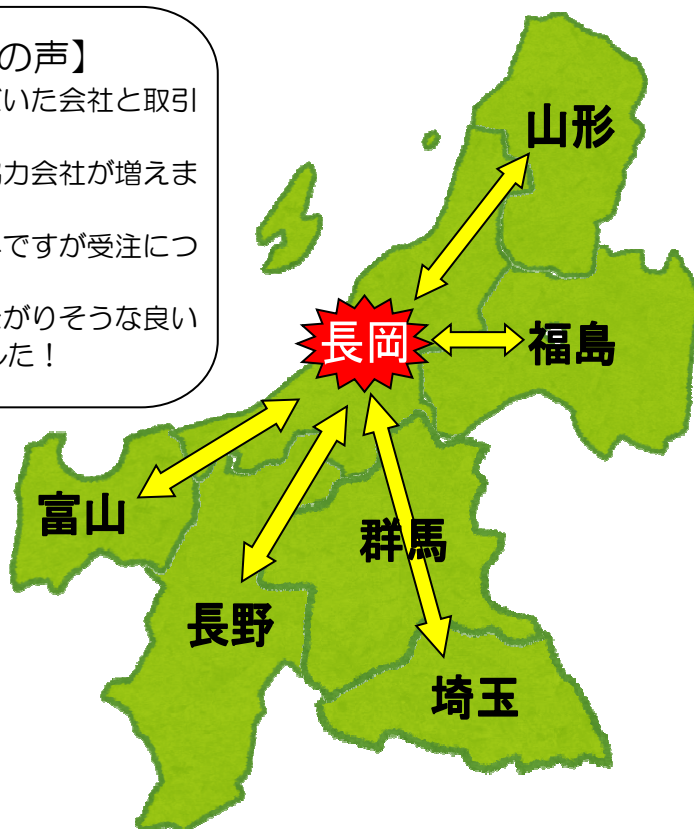 の声】
いた会社と取引
力会社が増えま
ですが受注につ
がりそうな良い
した！
山形
長岡
福島
富山
群馬
長野
埼玉